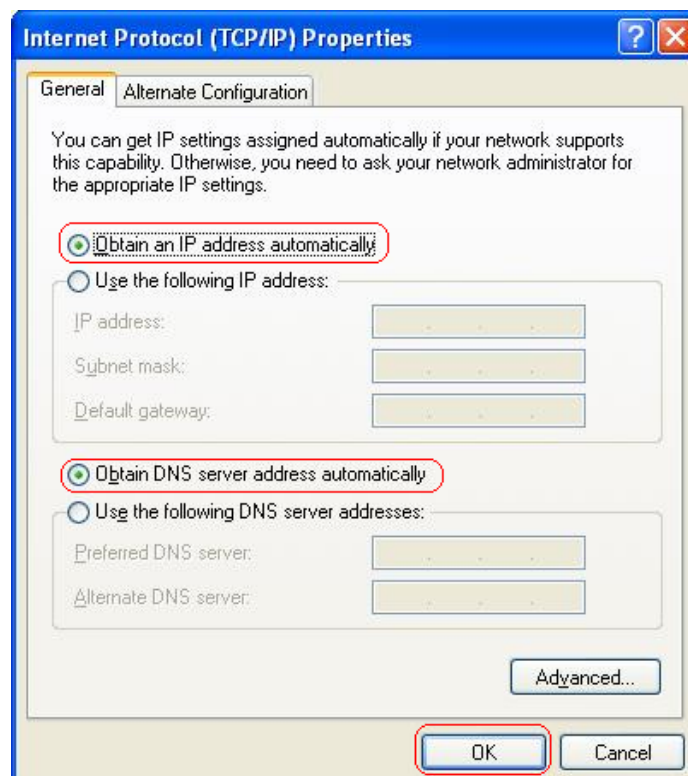 Internet Protocol (TCP/IP) Properties
General
Alternate Configuration
You can get IP settings assigned automatically if your network supports
this capability. Otherwise, you need to ask your network administrator for
the appropriate IP settings.
Obtain an IP address automatically
Use the following IP address:
IP address:
Subnet mask:
Default gateway:
Obtain DNS server address automatically
Use the following DNS server addresses:
Preferred DNS server:
Alternate DNS server:
Advanced...
OK
Cancel